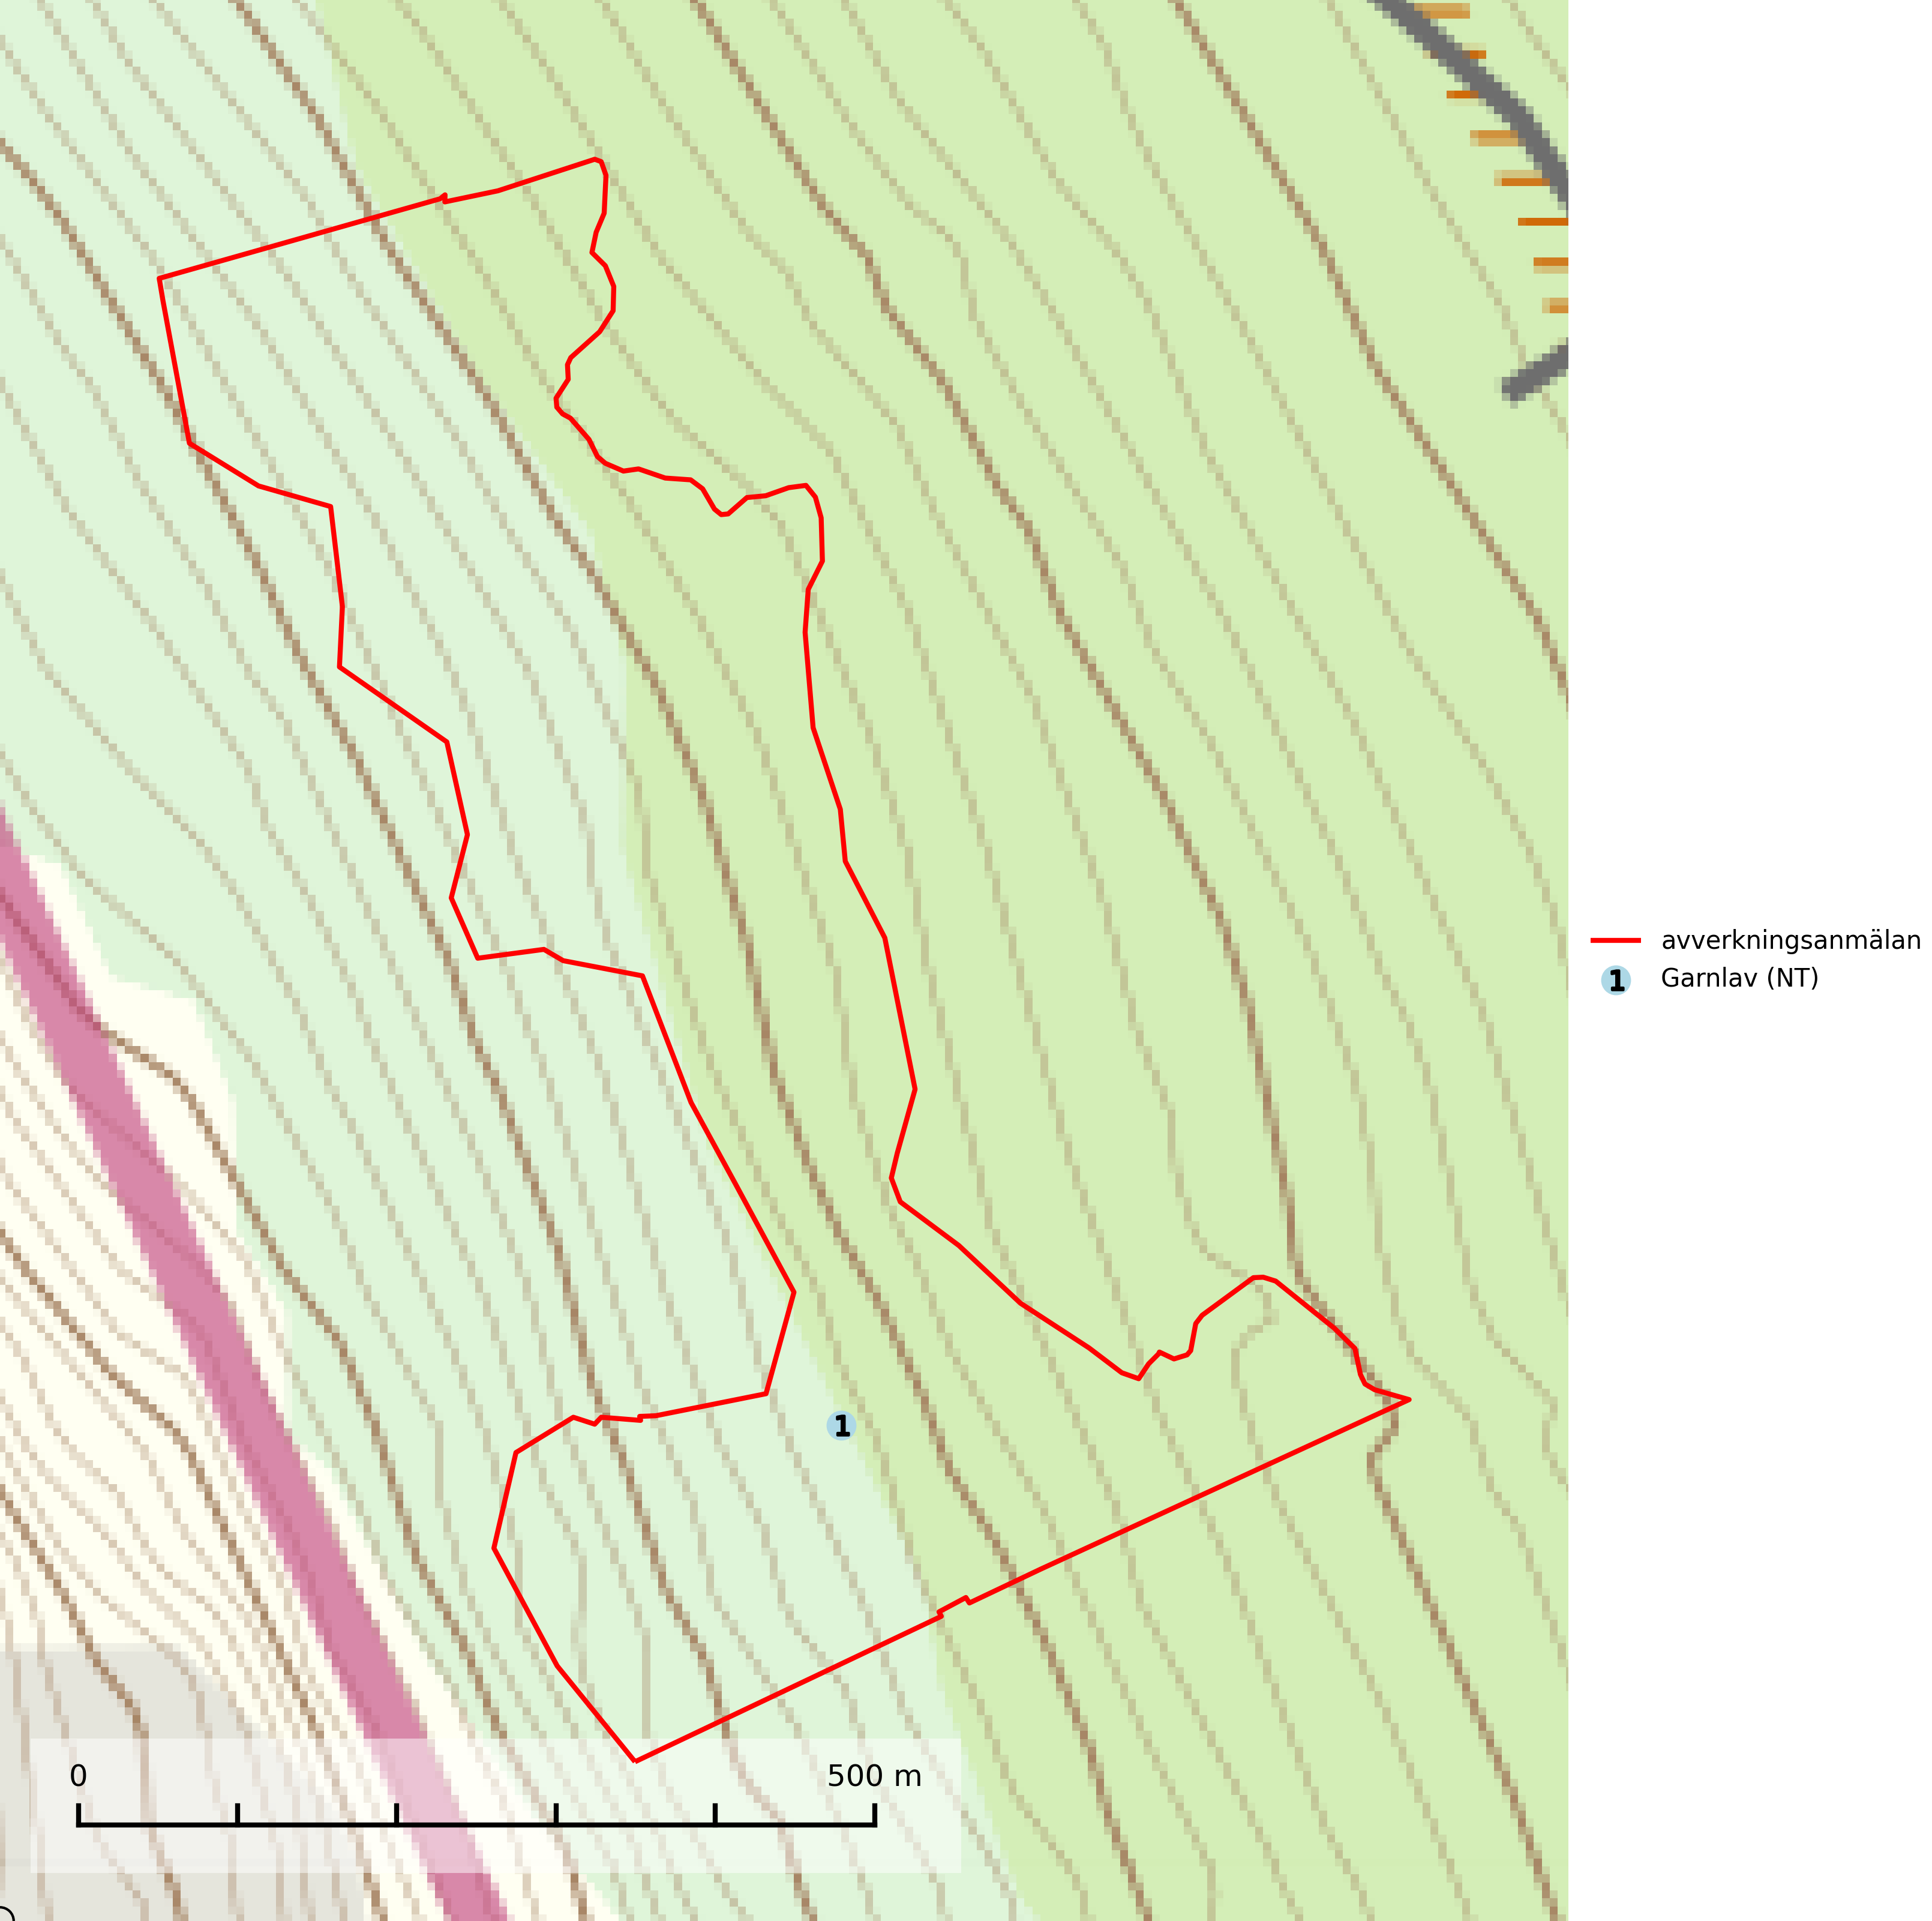 avverkningsanmälan
1 Garnlav (NT)
1
0 500 m